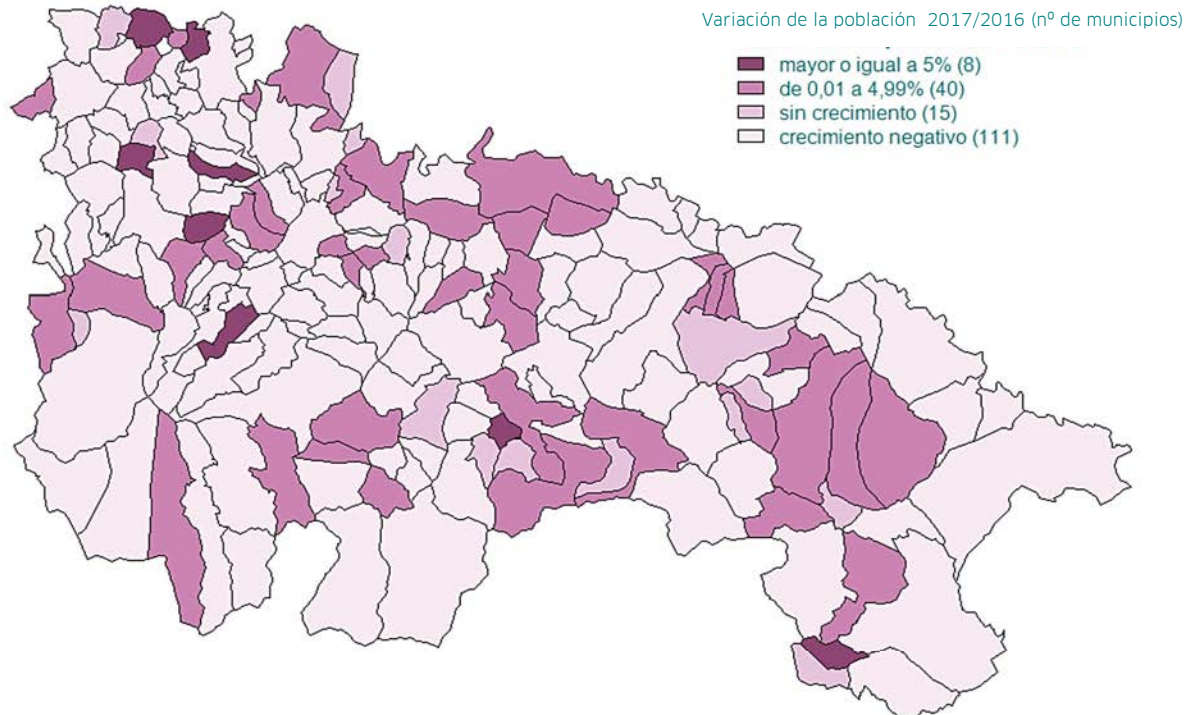 Variación de la población 2017/2016 (nº de municipios)
mayor o igual a 5% (8)
de 0,01 a 4,99% (40)
sin crecimiento (15)
crecimiento negativo (111)